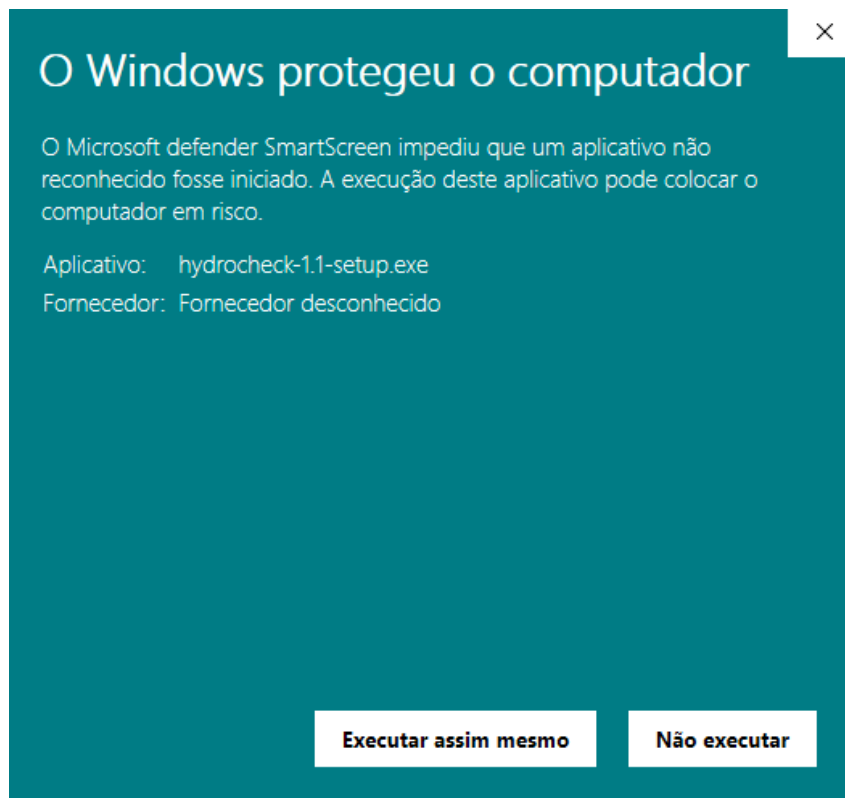 O Windows protegeu o computador
O Microsoft defender SmartScreen impediu que um aplicativo não
reconhecido fosse iniciado. A execução deste aplicativo pode colocar o
computador em risco.
Aplicativo: hydrocheck-1.1-setup.exe
Fornecedor: Fornecedor desconhecido
Executar assim mesmo Não executar